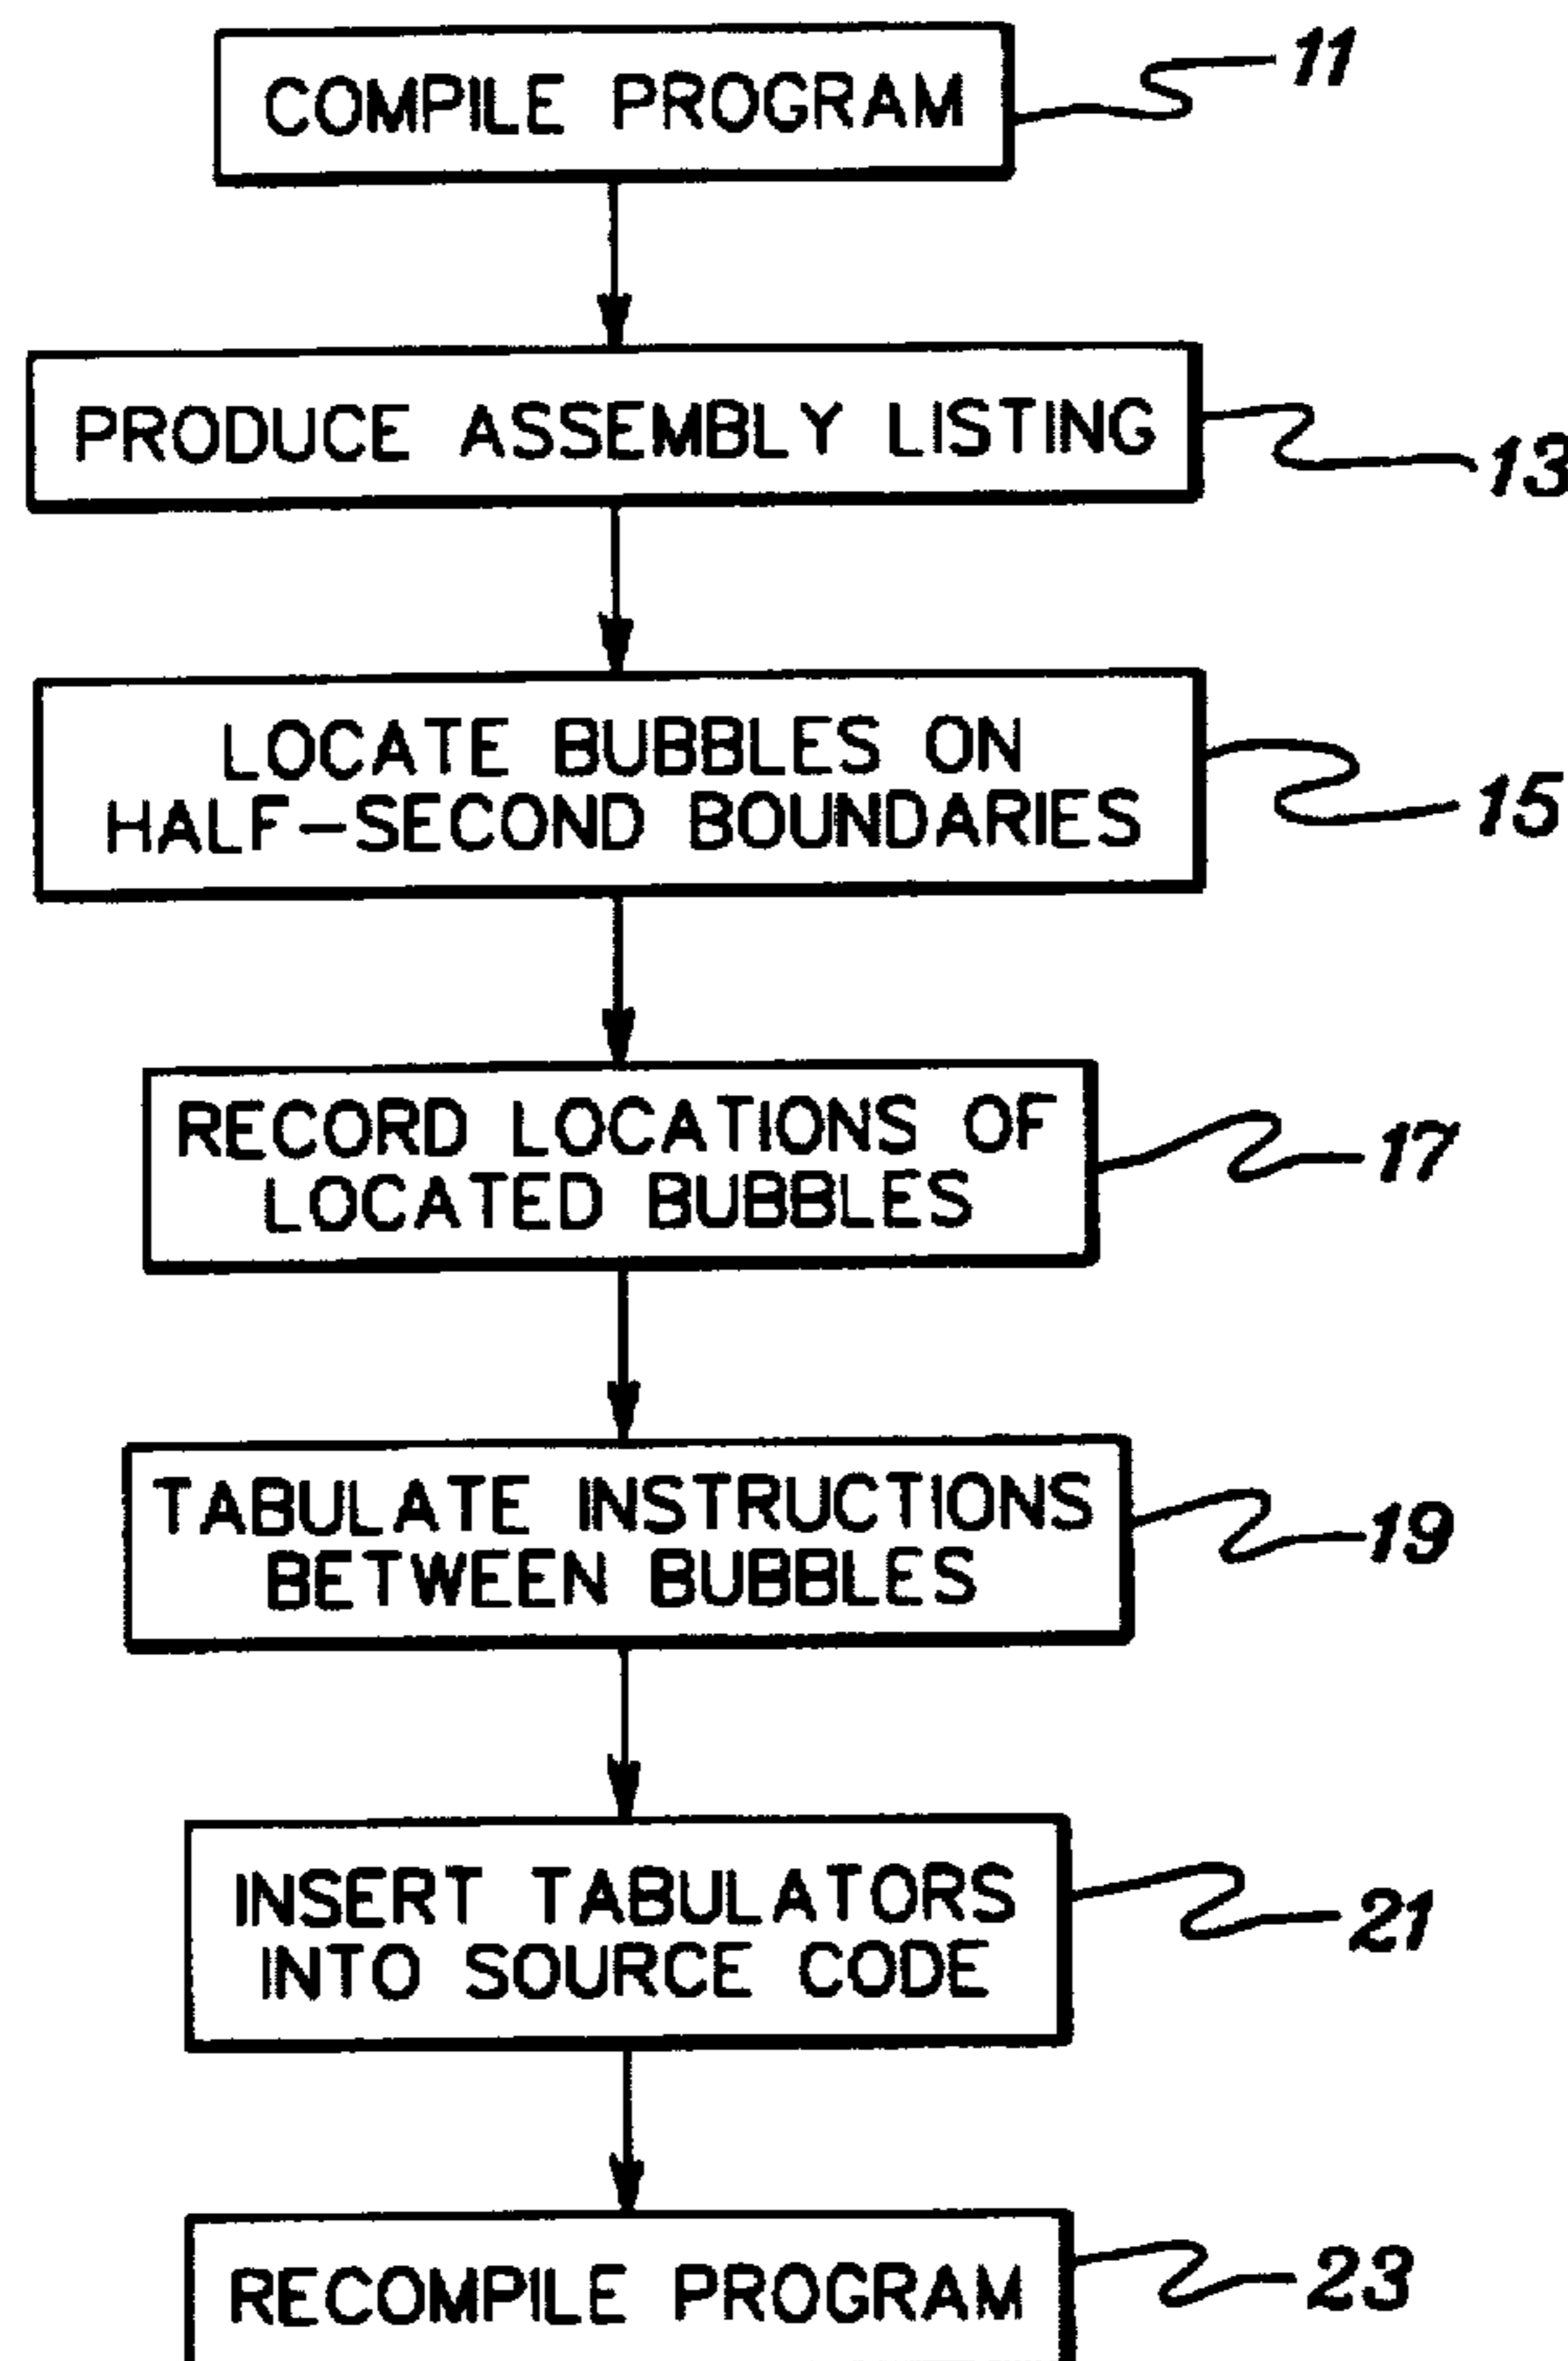 COMPILE PROGRAM
11
PRODUCE ASSEMBLY LISTING
13
LOCATE BUBBLES ON
HALF-SECOND BOUNDARIES
15
RECORD LOCATIONS OF
LOCATED BUBBLES
17
TABULATE INSTRUCTIONS
BETWEEN BUBBLES
19
INSERT TABULATORS
INTO SOURCE CODE
21
RECOMPILE PROGRAM
23